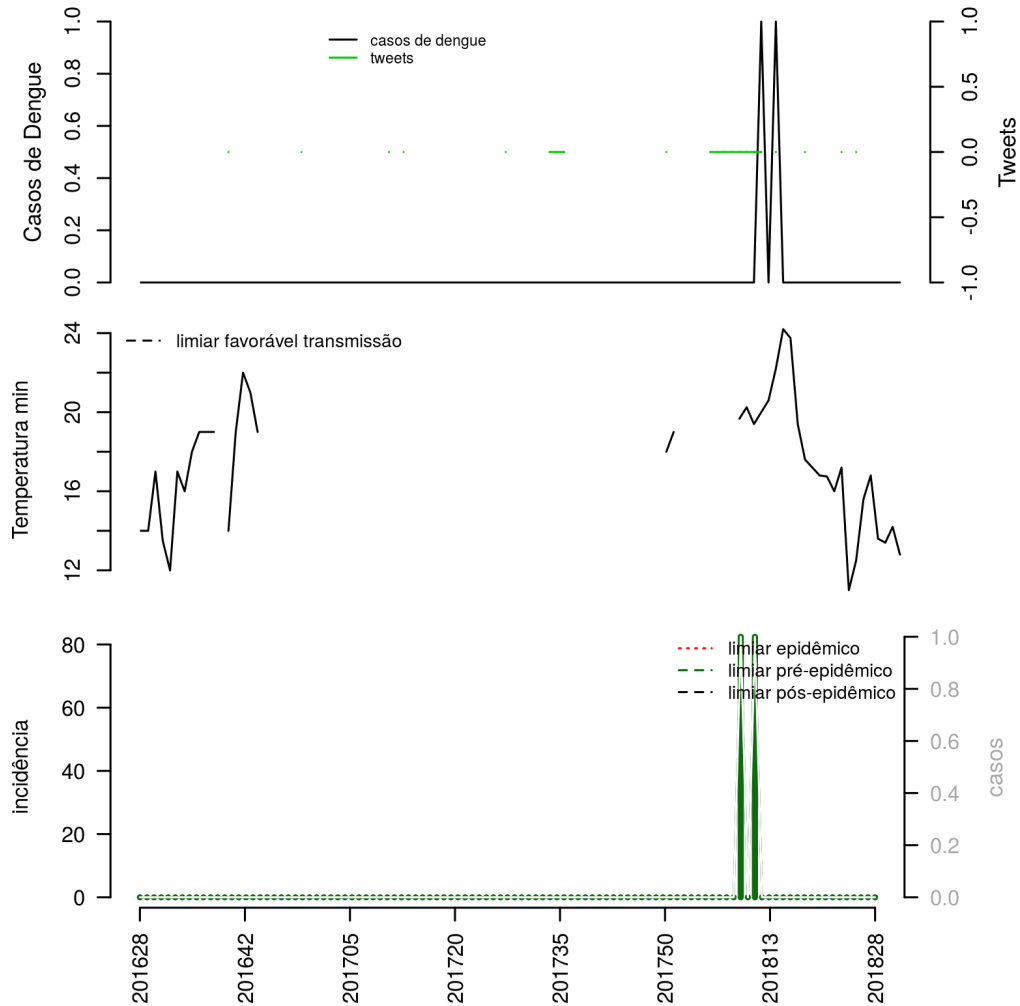 casos de dengue
tweets
Casos de Dengue
0.0 0.2 0.4 0.6 0.8 1.0
-1.0 -0.5 0.0 0.5 1.0
Tweets
limiar favorável transmissão
Temperatura min
12 16 20 24
limiar epidêmico
limiar pré-epidêmico
limiar pós-epidêmico
incidência
80
60
40
20
0
1.0
0.8
0.6
0.4
0.2
0.0
casos
201628 201642 201705 201720 201735 201750 201813 201828